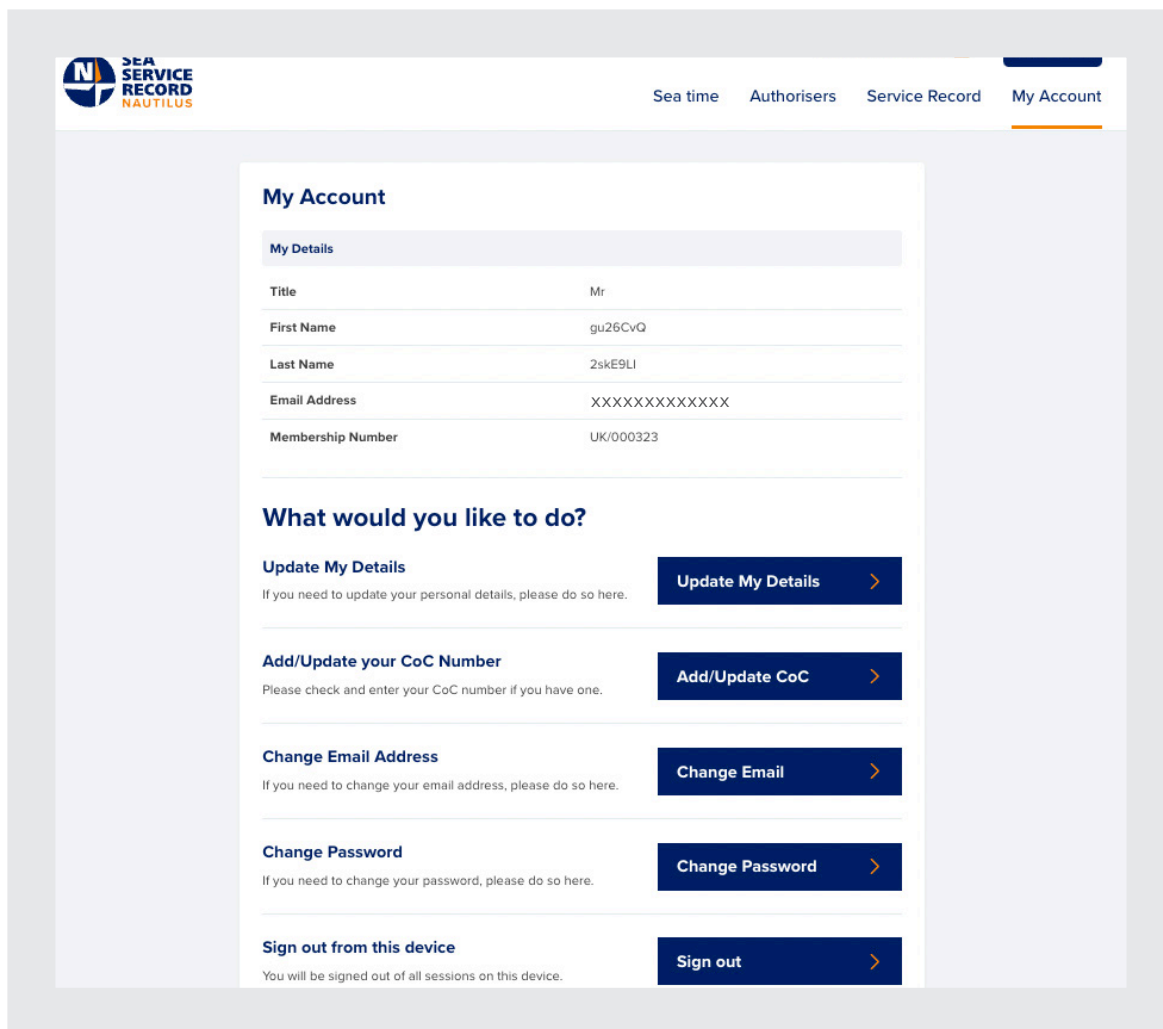 SEA
SERVICE
RECORD
NAUTILUS
Sea time Authorisers Service Record My Account
My Account
My Details
Title Mr
First Name gu26CvQ
Last Name 2skE9LI
Email Address XXXXXXXXXXXXX
Membership Number UK/000323
What would you like to do?
Update My Details
If you need to update your personal details, please do so here.
Update My Details
Add/Update your CoC Number
Please check and enter your CoC number if you have one.
Add/Update CoC
Change Email Address
If you need to change your email address, please do so here.
Change Email
Change Password
If you need to change your password, please do so here.
Change Password
Sign out from this device
You will be signed out of all sessions on this device.
Sign out